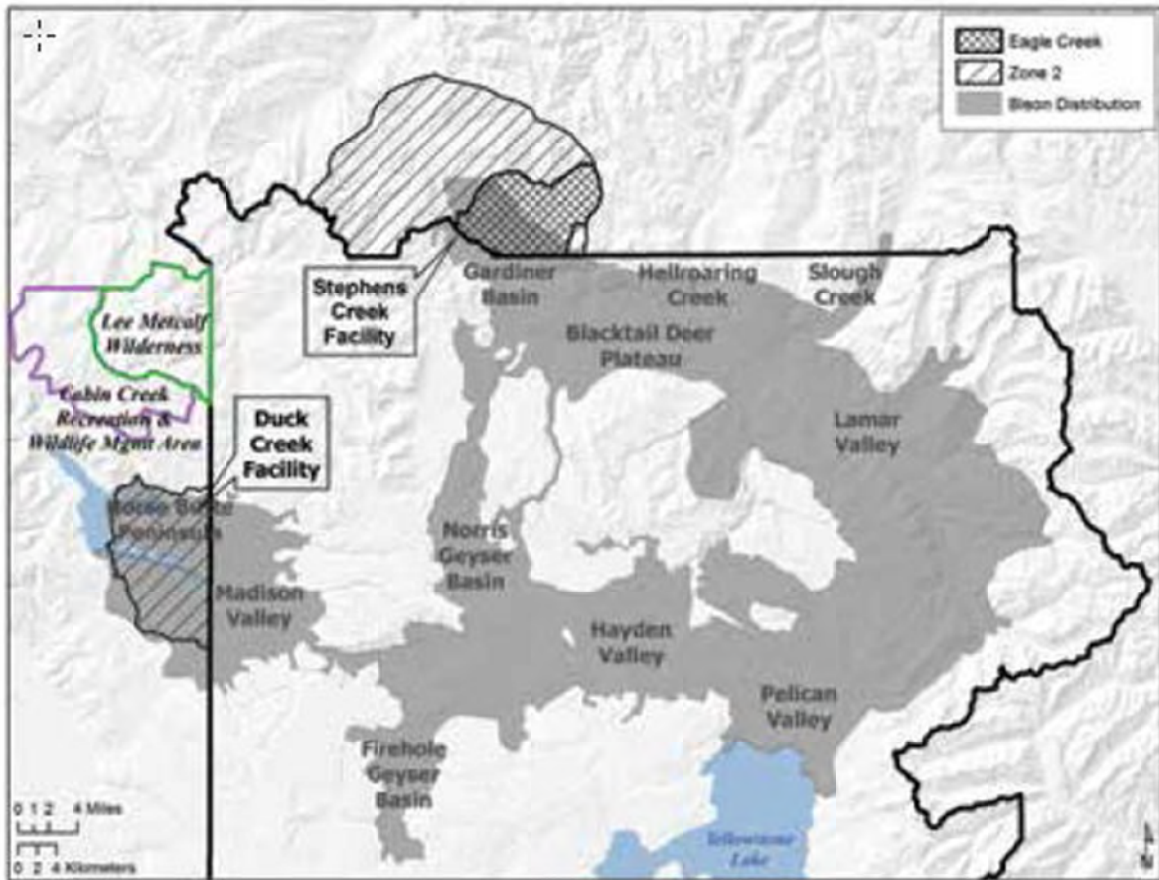 Eagle Creek
Zone 2
Bison Distribution
Stephens
Creek
Facility
Gardiner
Basin
Hellroaring
Creek
Slough
Creek
Blacktail Deer
Plateau
Lee Metcalf
Wilderness
Cabin Creek
Recreation &
Wildlife Mgmt Area
Duck
Creek
Facility
Lamar
Valley
Horse Butte
Peninsula
Norris
Geyser
Basin
Madison
Valley
Hayden
Valley
Pelican
Valley
Firehole
Geyser
Basin
Yellowstone
Lake
0 1 2 4 Miles
0 2 4 Kilometers
N